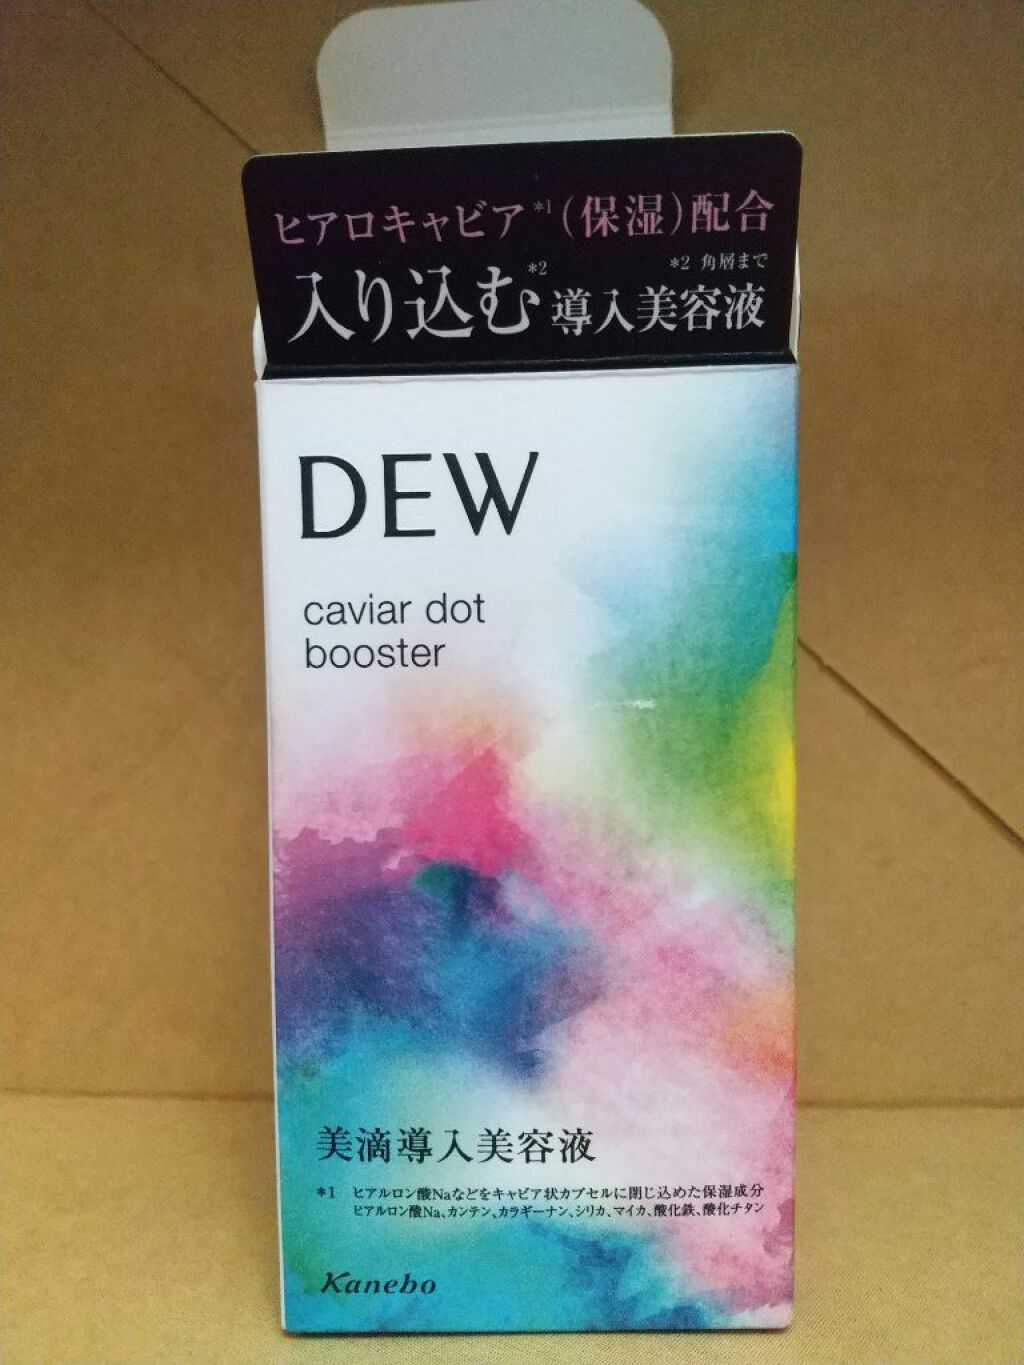 ヒアロキャビア*1(保湿)配合
*2 角層まで
入り込む*2導入美容液
DEW
caviar dot
booster
美滴導入美容液
*1 ヒアルロン酸Naなどをキャビア状カプセルに閉じ込めた保湿成分
ヒアルロン酸Na、カンテン、カラギーナン、シリカ、マイカ、酸化鉄、酸化チタン
Kanebo